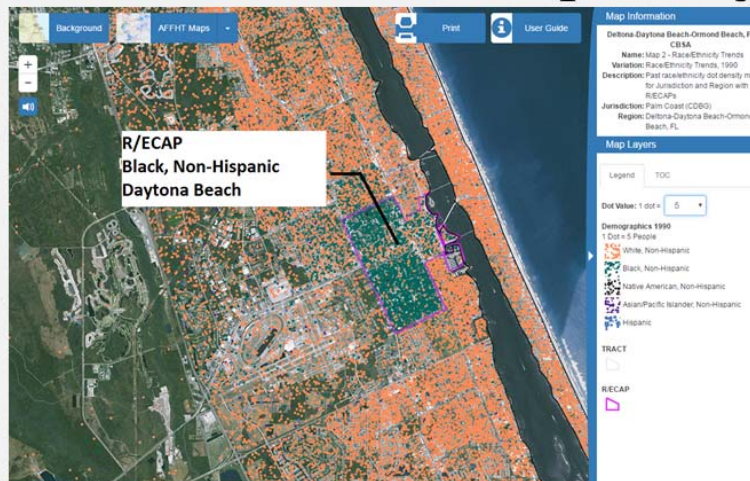 Background
AFFHT Maps
Print
User Guide
+
−
R/ECAP
Black, Non-Hispanic
Daytona Beach
Map Information
Deltona-Daytona Beach-Ormond Beach, F
CBSA
Name: Map 2 - Race/Ethnicity Trends
Variation: Race/Ethnicity Trends, 1990
Description: Past race/ethnicity dot density m
for Jurisdiction and Region with
R/ECAPs
Jurisdiction: Palm Coast (CDBG)
Region: Deltona-Daytona Beach-Ormon
Beach, FL
Map Layers
Legend
TOC
Dot Value: 1 dot = 5
Demographics 1990
1 Dot = 5 People
White, Non-Hispanic
Black, Non-Hispanic
Native American, Non-Hispanic
Asian/Pacific Islander, Non-Hispanic
Hispanic
TRACT
R/ECAP